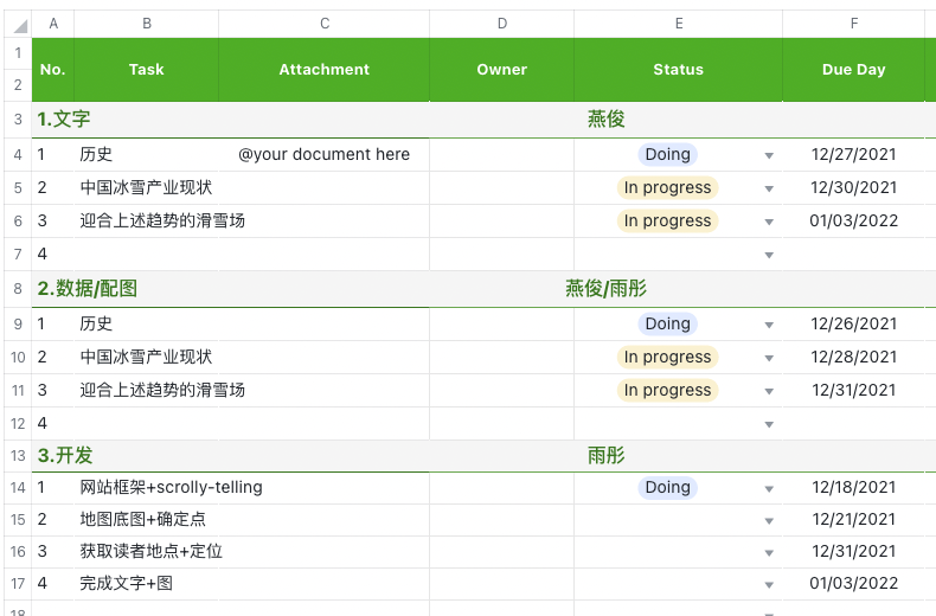 A B C D E F
1
2
No. Task Attachment Owner Status Due Day
3 1.文字 燕俊
4 1 历史 @your document here Doing 12/27/2021
5 2 中国冰雪产业现状 In progress 12/30/2021
6 3 迎合上述趋势的滑雪场 In progress 01/03/2022
7 4
8 2.数据/配图 燕俊/雨彤
9 1 历史 Doing 12/26/2021
10 2 中国冰雪产业现状 In progress 12/28/2021
11 3 迎合上述趋势的滑雪场 In progress 12/31/2021
12 4
13 3.开发 雨彤
14 1 网站框架+scrolly-telling Doing 12/18/2021
15 2 地图底图+确定点 12/21/2021
16 3 获取读者地点+定位 12/31/2021
17 4 完成文字+图 01/03/2022
18